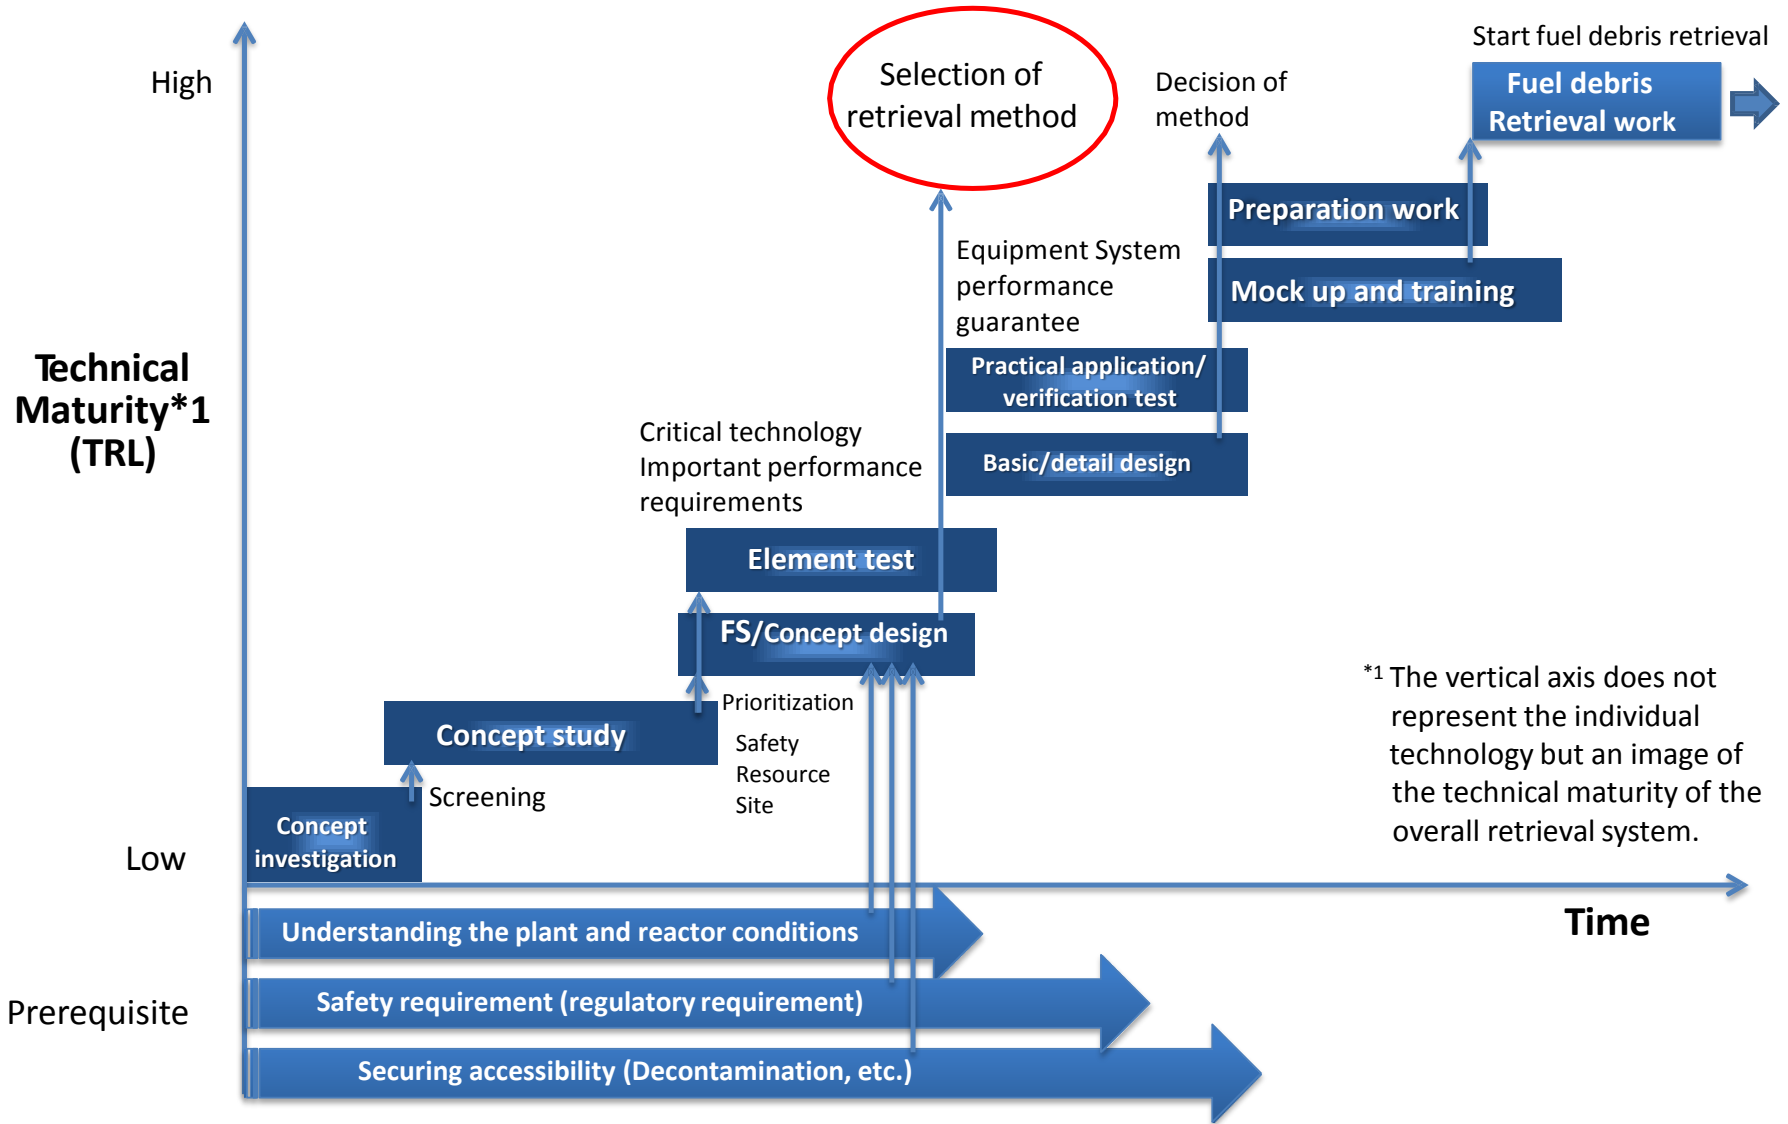 Start fuel debris retrieval
Fuel debris
Retrieval work
Selection of
retrieval method
Decision of
method
High
Preparation work
Mock up and training
Equipment System
performance
guarantee
Technical
Maturity*1
(TRL)
Practical application/
verification test
Basic/detail design
Critical technology
Important performance
requirements
Element test
FS/Concept design
Prioritization
Safety
Resource
Site
Concept study
Screening
Concept
investigation
Low
*1 The vertical axis does not
represent the individual
technology but an image of
the technical maturity of the
overall retrieval system.
Time
Prerequisite
Understanding the plant and reactor conditions
Safety requirement (regulatory requirement)
Securing accessibility (Decontamination, etc.)